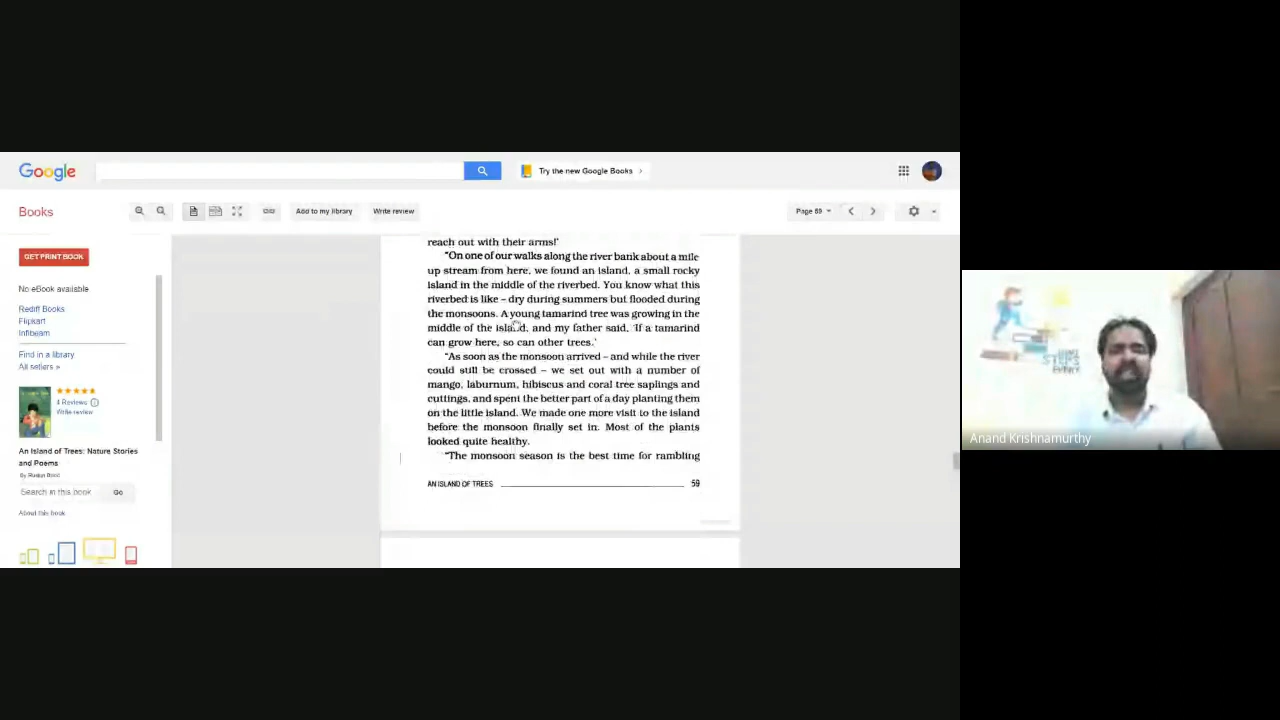 Google
Try the new Google Books
Books
Add to my library
Write review
Page 59
GET PRINT BOOK
No eBook available
Rediff Books
Flipkart
Infibeam
Find in a library
All sellers »
4 Reviews
Write review
An Island of Trees: Nature Stories
and Poems
By Ruskin Bond
Search in this book
Go
About this book
reach out with their arms!'
"On one of our walks along the river bank about a mile
up stream from here, we found an island, a small rocky
island in the middle of the riverbed. You know what this
riverbed is like – dry during summers but flooded during
the monsoons. A young tamarind tree was growing in the
middle of the island, and my father said, 'If a tamarind
can grow here, so can other trees.'
"As soon as the monsoon arrived – and while the river
could still be crossed – we set out with a number of
mango, laburnum, hibiscus and coral tree saplings and
cuttings, and spent the better part of a day planting them
on the little island. We made one more visit to the island
before the monsoon finally set in. Most of the plants
looked quite healthy.
"The monsoon season is the best time for rambling
AN ISLAND OF TREES 59
STEPS
Anand Krishnamurthy